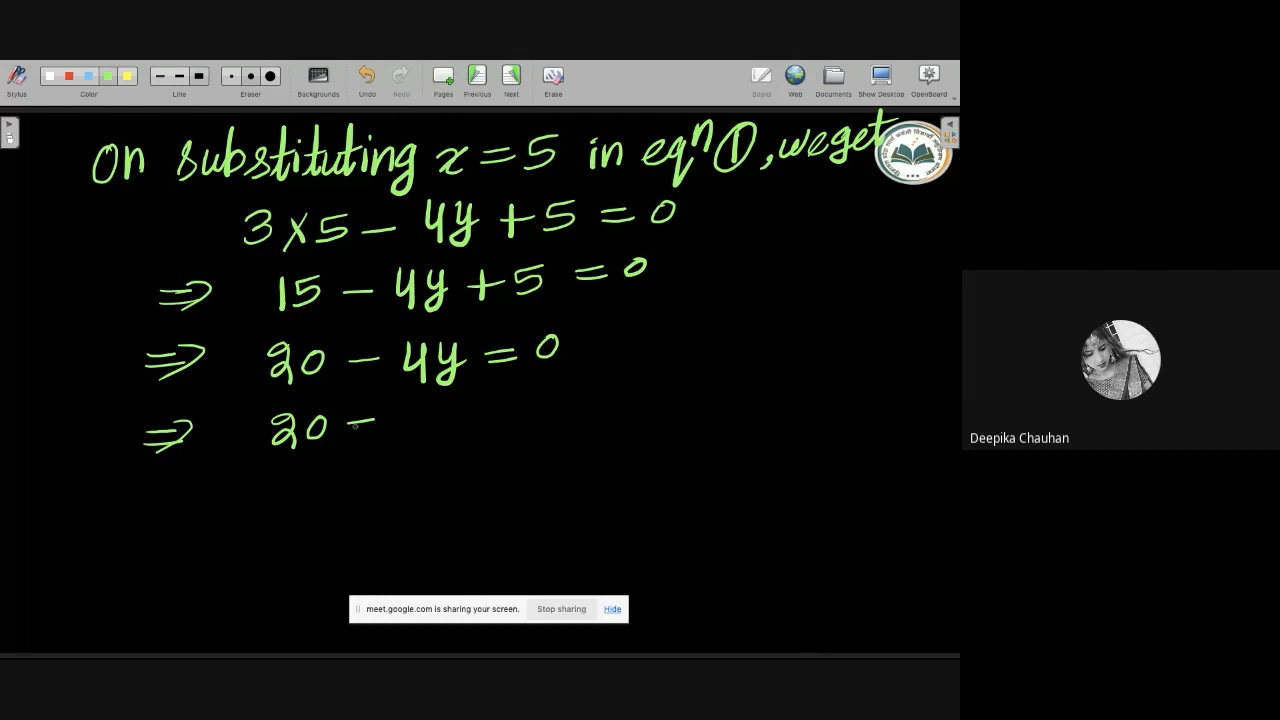 Stylus Color Line Eraser Backgrounds Undo Redo Pages Previous Next Erase Board Web Documents Show Desktop OpenBoard
On substituting x = 5 in eqⁿ ①, we get
3 × 5 – 4y + 5 = 0
⇒ 15 – 4y + 5 = 0
⇒ 20 – 4y = 0
⇒ 20 –
Deepika Chauhan
meet.google.com is sharing your screen. Stop sharing Hide